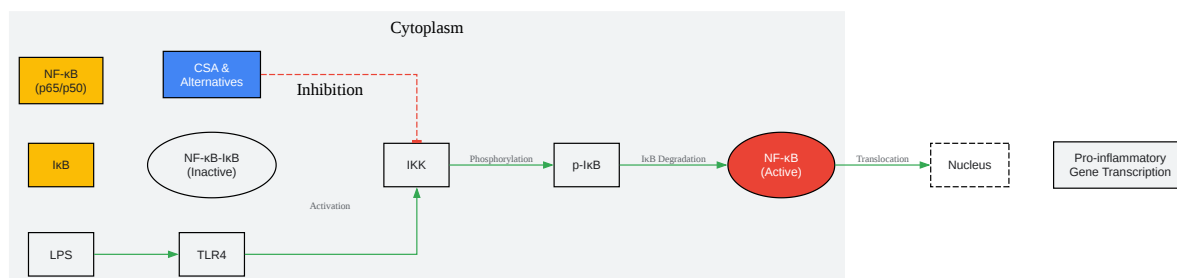 Cytoplasm
NF-κB
(p65/p50)
CSA &
Alternatives
Inhibition
IκB
NF-κB-IκB
(Inactive)
IKK
Phosphorylation
p-IκB
IκB Degradation
NF-κB
(Active)
Translocation
Nucleus
Pro-inflammatory
Gene Transcription
Activation
LPS
TLR4